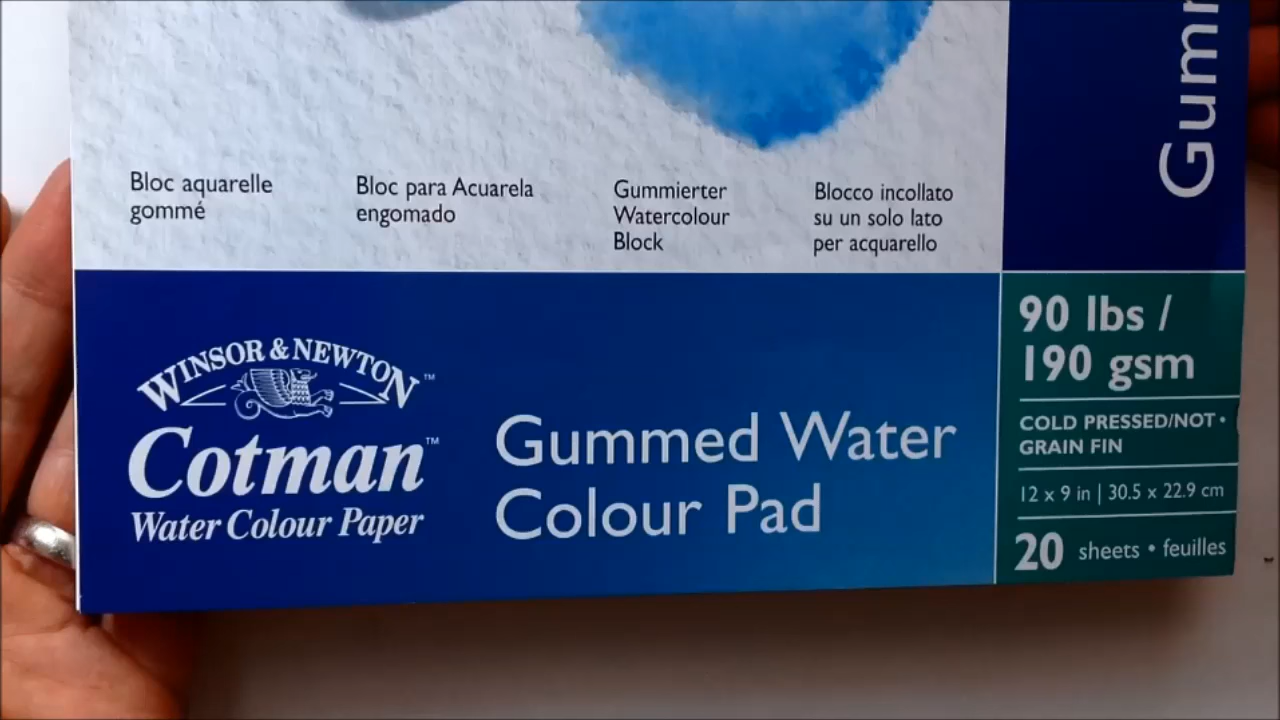 Gumm
Bloc aquarelle
gommé
Bloc para Acuarela
engomado
Gummierter
Watercolour
Block
Blocco incollato
su un solo lato
per acquarello
WINSOR & NEWTON™
Cotman™
Water Colour Paper
Gummed Water
Colour Pad
90 lbs /
190 gsm
COLD PRESSED/NOT •
GRAIN FIN
12 x 9 in | 30.5 x 22.9 cm
20 sheets • feuilles